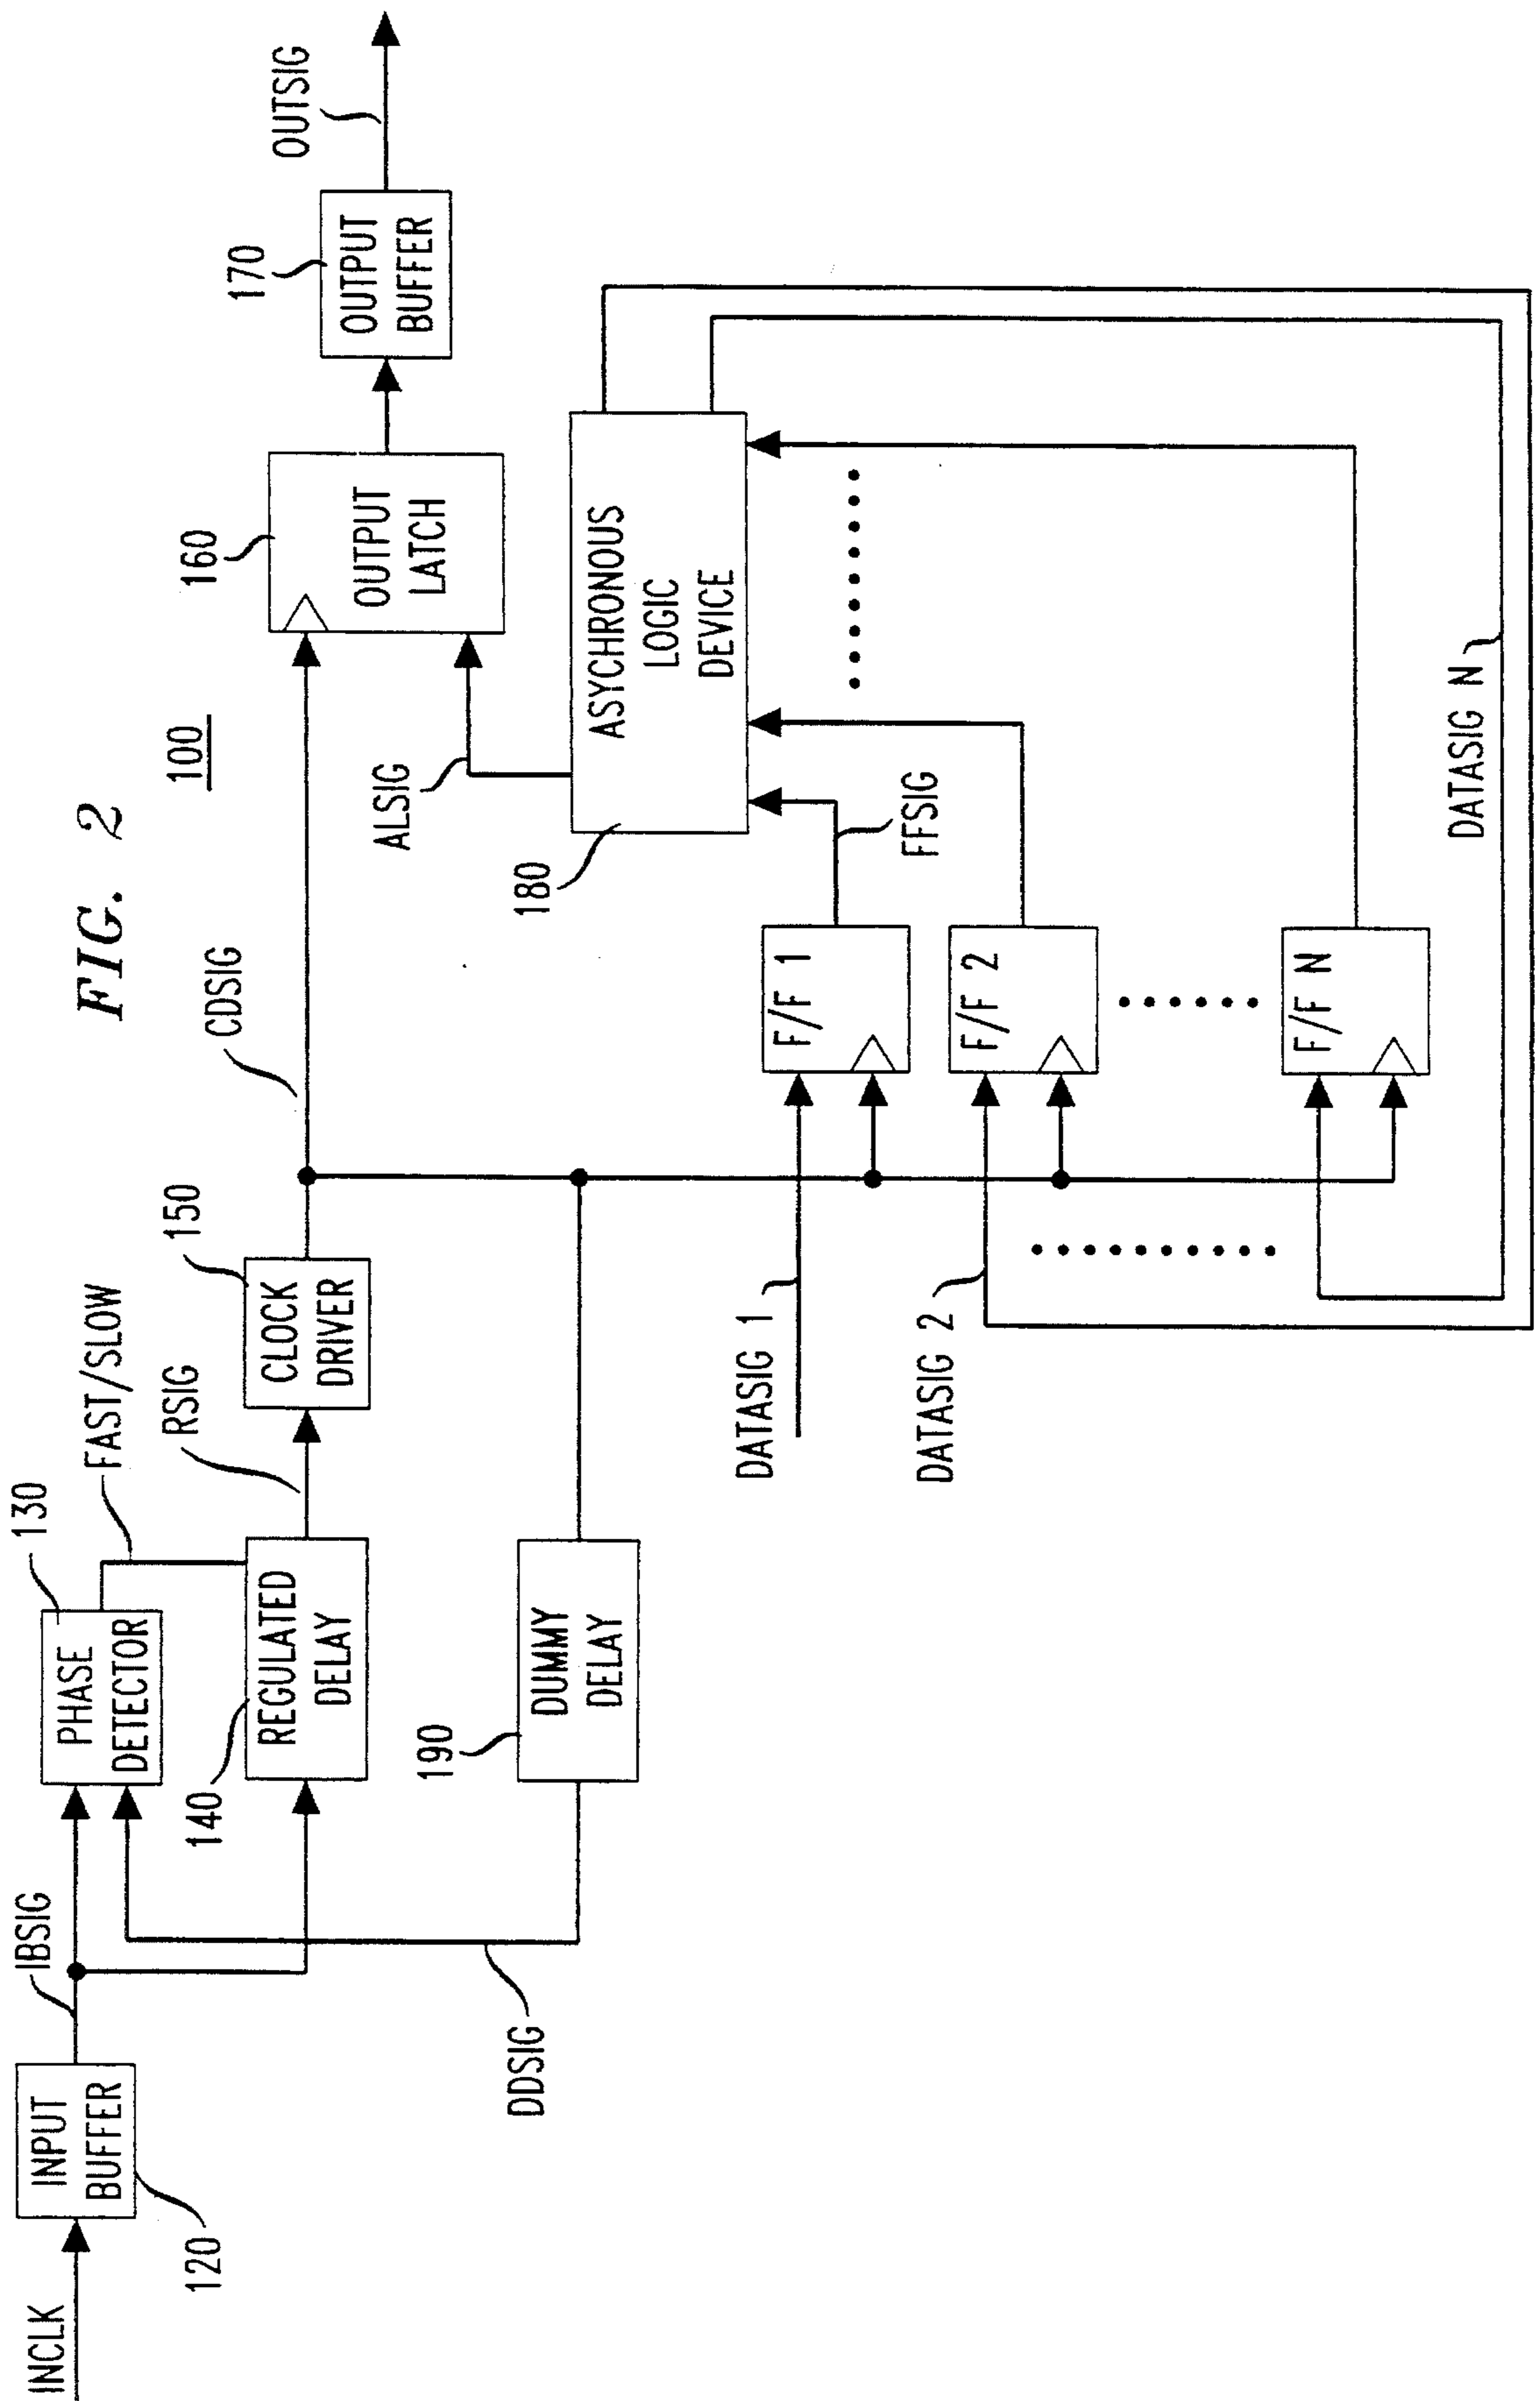 FIG. 2
100
INCLK
INPUT
BUFFER
120
IBSIG
PHASE
DETECTOR
130
FAST/SLOW
REGULATED
DELAY
140
RSIG
CLOCK
DRIVER
150
CDSIG
OUTPUT
LATCH
160
OUTPUT
BUFFER
170
OUTSIG
DUMMY
DELAY
190
DDSIG
ALSIG
ASYCHRONOUS
LOGIC
DEVICE
180
FFSIG
DATASIG 1
F/F 1
DATASIG 2
F/F 2
F/F N
DATASIG N